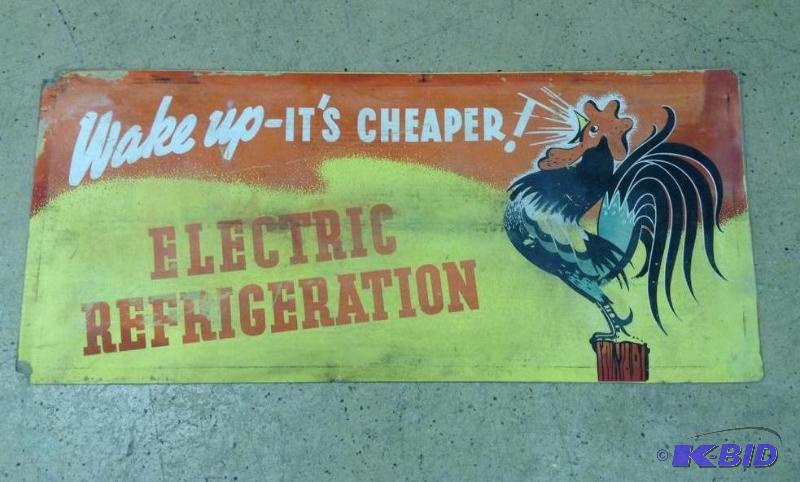 Wake up-IT'S CHEAPER!
ELECTRIC
REFRIGERATION
© K-BID